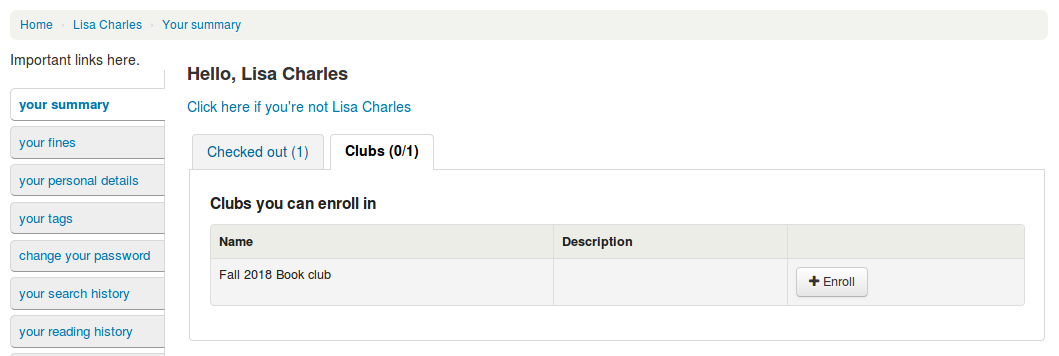 Home · Lisa Charles · Your summary
Important links here.
your summary
your fines
your personal details
your tags
change your password
your search history
your reading history
Hello, Lisa Charles
Click here if you're not Lisa Charles
Checked out (1) Clubs (0/1)
Clubs you can enroll in
Name Description
Fall 2018 Book club + Enroll